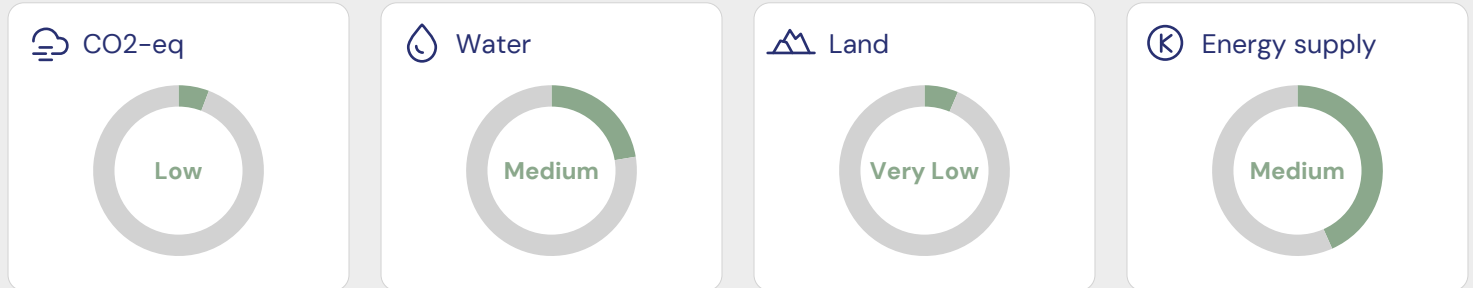 CO2-eq
Low
Water
Medium
Land
Very Low
Energy supply
Medium